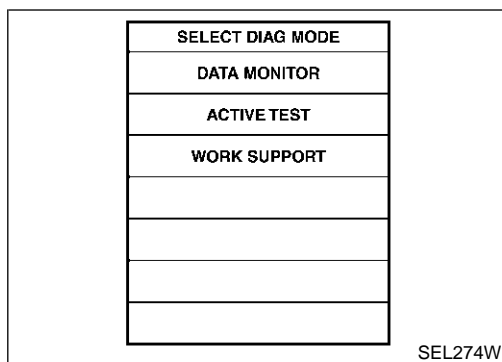 SELECT DIAG MODE
DATA MONITOR
ACTIVE TEST
WORK SUPPORT
SEL274W